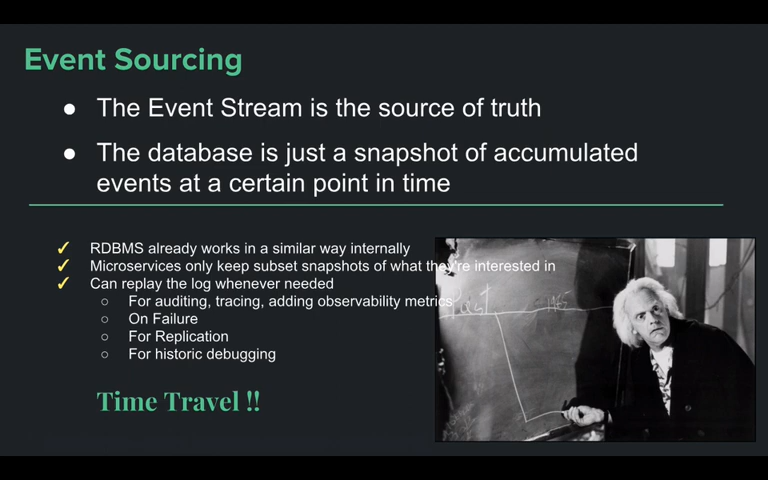 Event Sourcing
● The Event Stream is the source of truth
● The database is just a snapshot of accumulated
events at a certain point in time
✓ RDBMS already works in a similar way internally
✓ Microservices only keep subset snapshots of what they're interested in
✓ Can replay the log whenever needed
○ For auditing, tracing, adding observability metrics
○ On Failure
○ For Replication
○ For historic debugging
Time Travel !!
1985